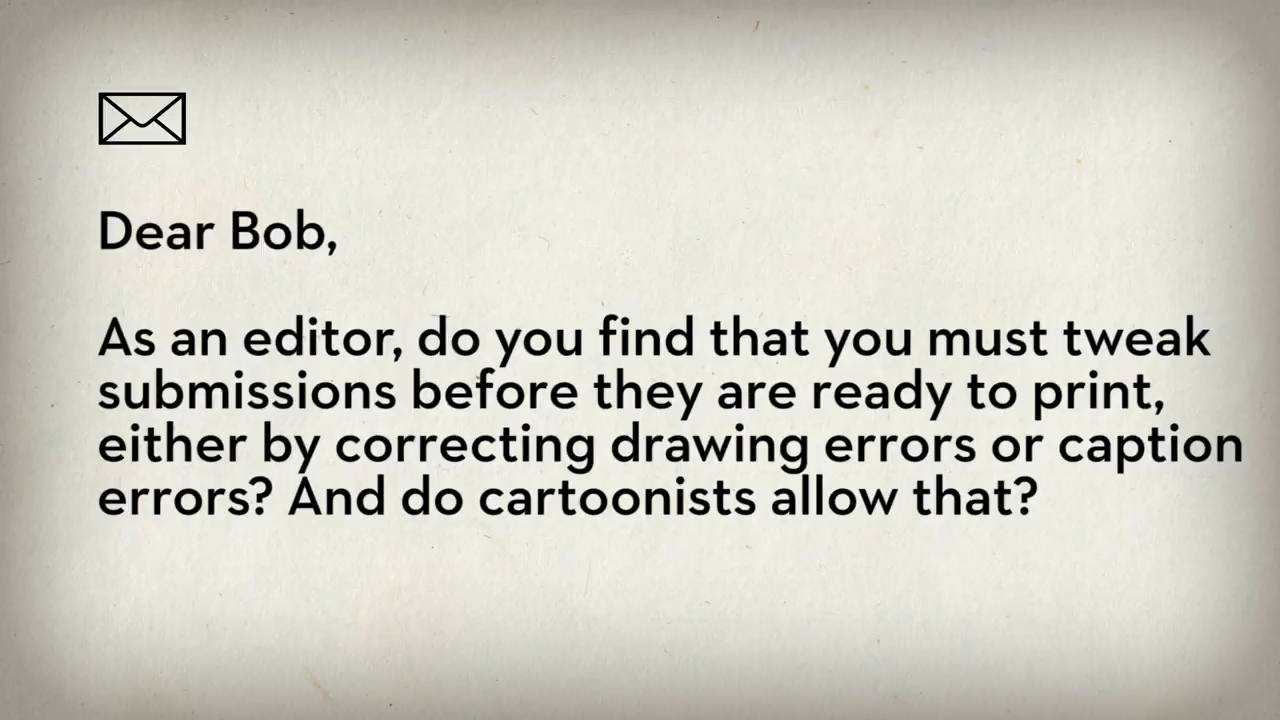 Dear Bob,
As an editor, do you find that you must tweak
submissions before they are ready to print,
either by correcting drawing errors or caption
errors? And do cartoonists allow that?